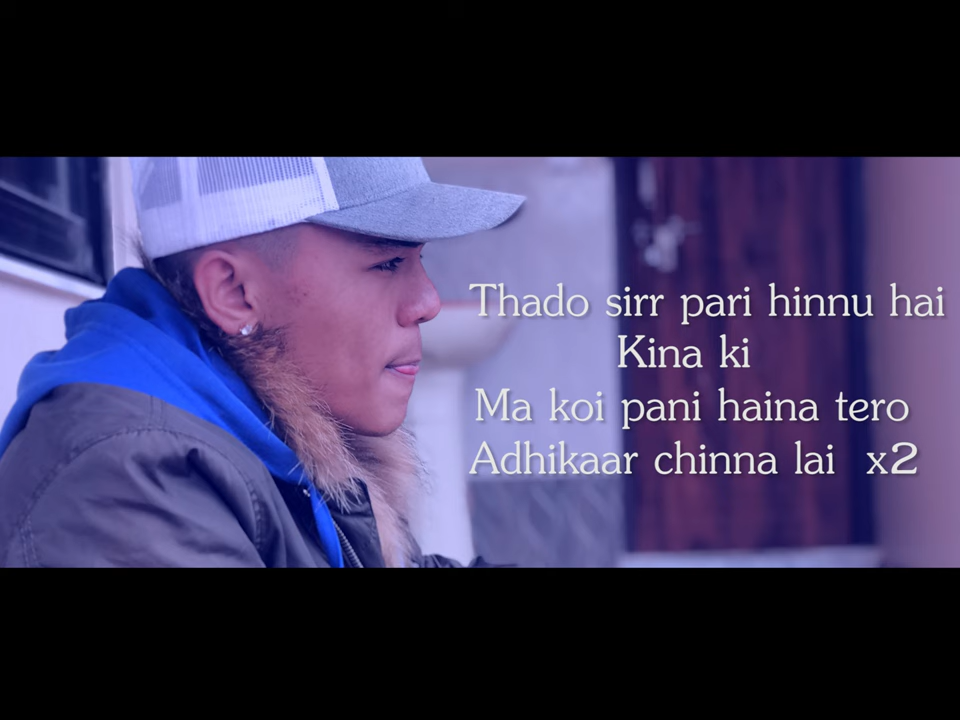 Thado sirr pari hinnu hai
Kina ki
Ma koi pani haina tero
Adhikaar chinna lai x2